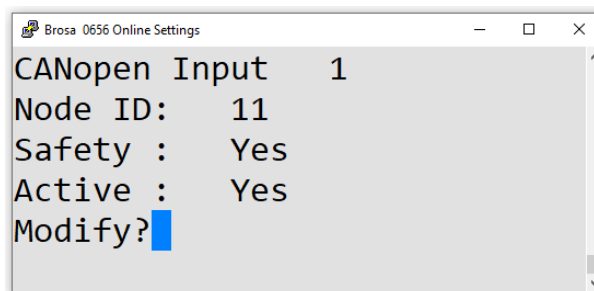 Brosa 0656 Online Settings
CANopen Input 1
Node ID: 11
Safety : Yes
Active : Yes
Modify?